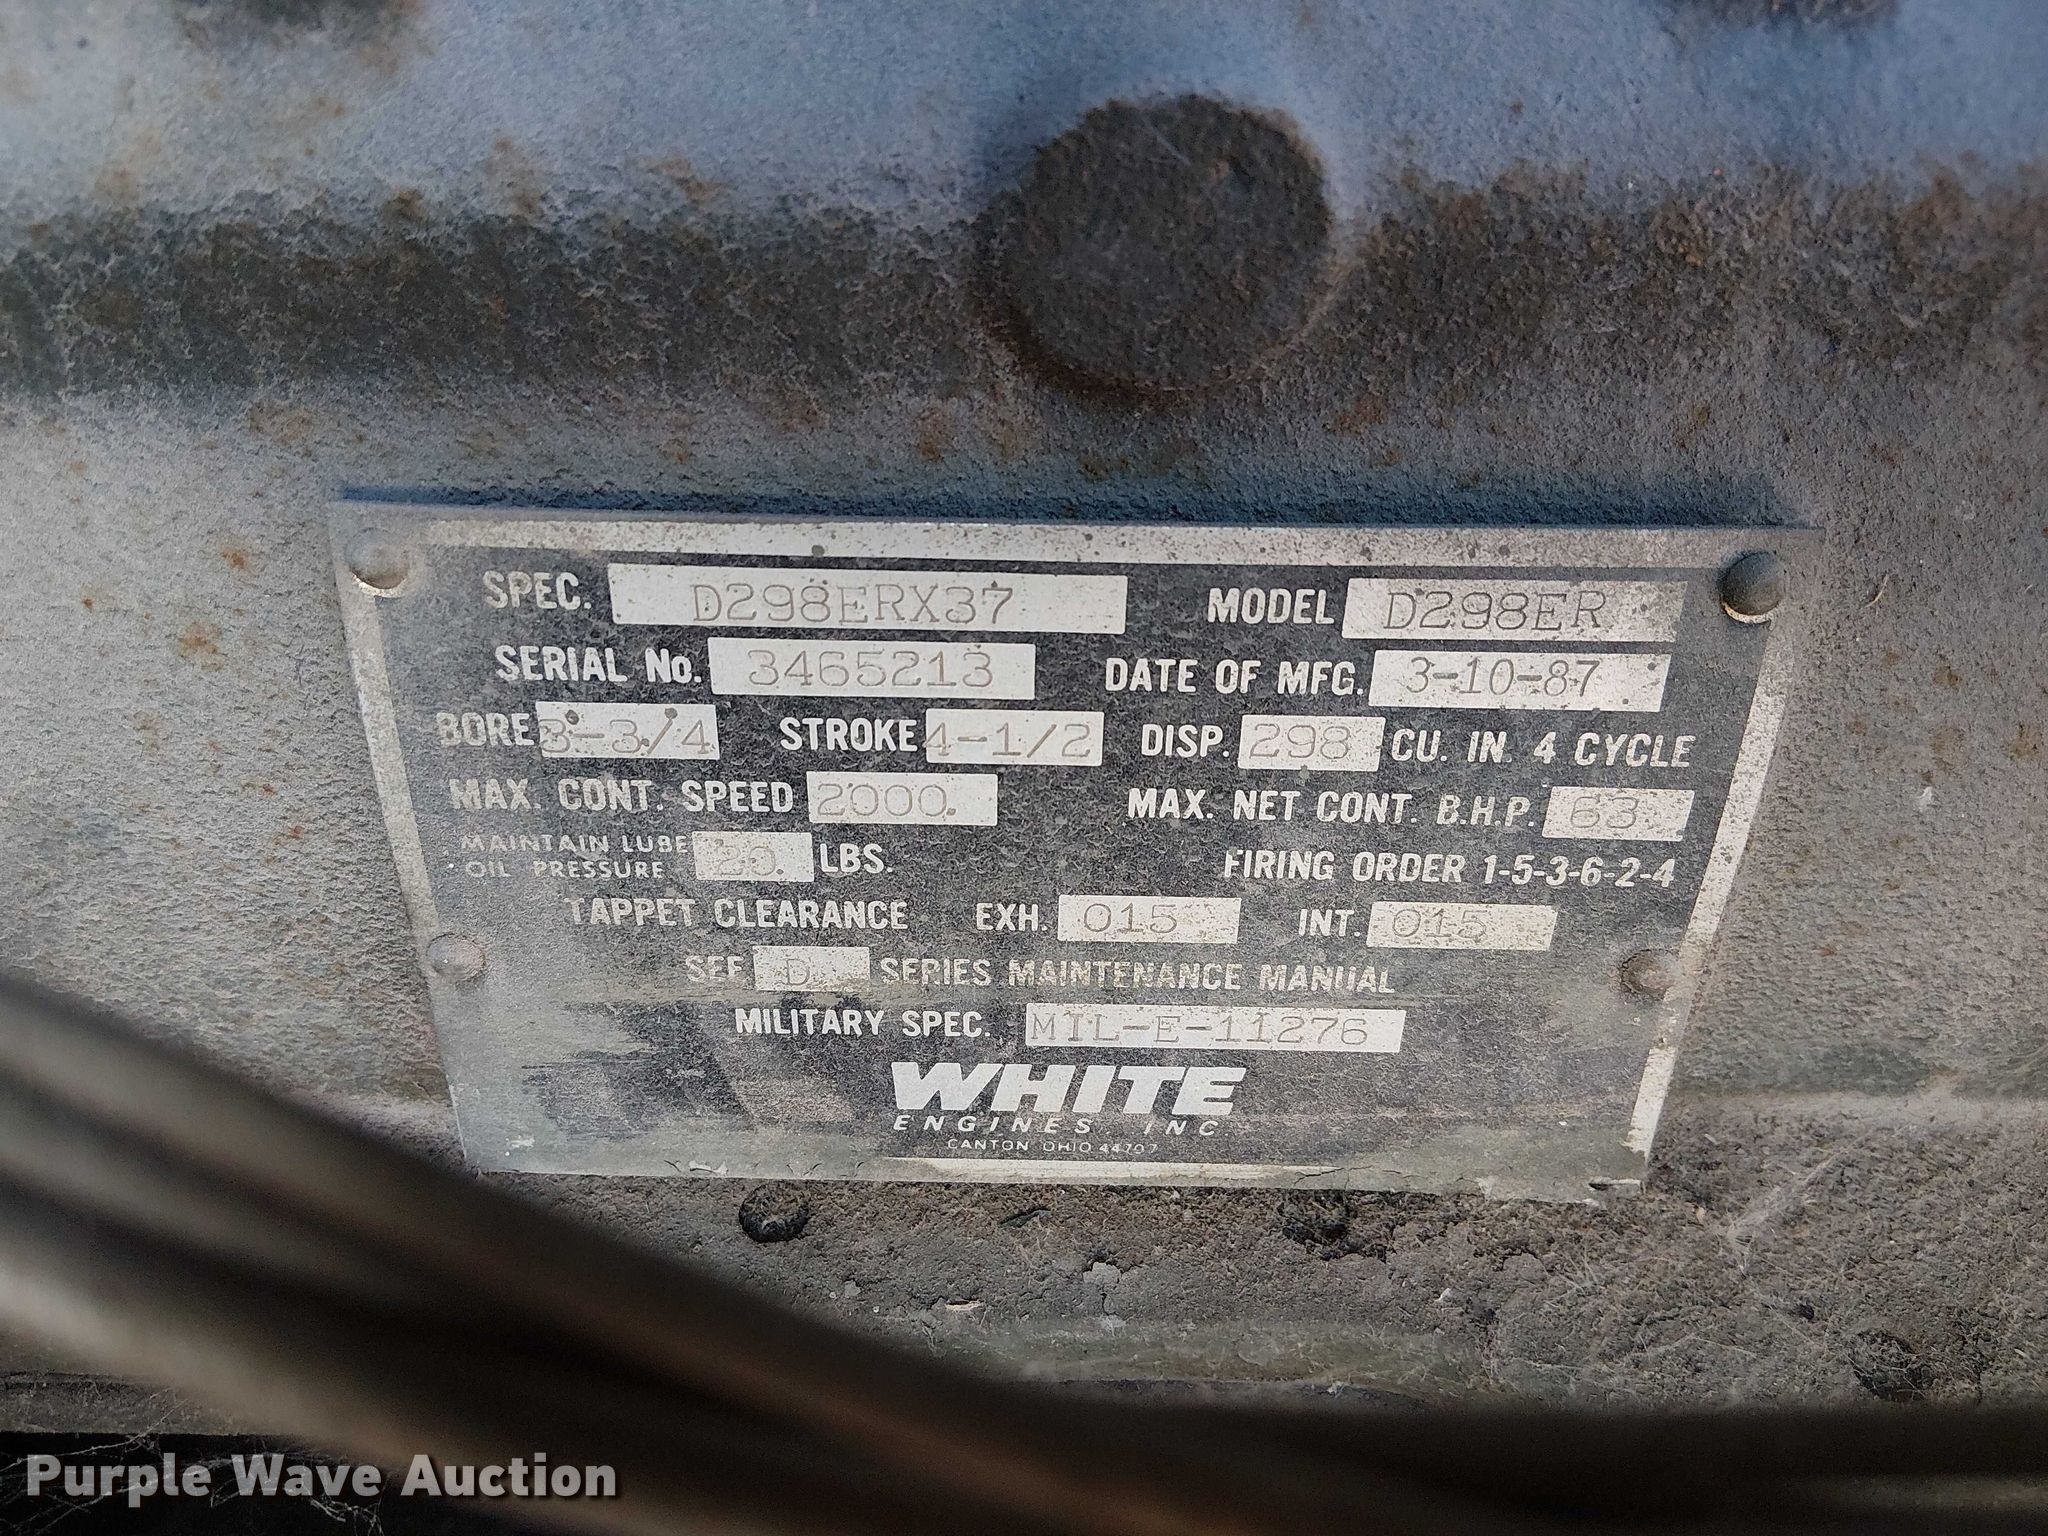 SPEC. D298ERX37 MODEL D298ER
SERIAL No. 3465213 DATE OF MFG. 3-10-87
BORE 3-3/4 STROKE 4-1/2 DISP. 298 CU. IN. 4 CYCLE
MAX. CONT. SPEED 2000 MAX. NET CONT. B.H.P. 63
MAINTAIN LUBE
OIL PRESSURE 20 LBS. FIRING ORDER 1-5-3-6-2-4
TAPPET CLEARANCE EXH. 015 INT. 015
SEE D SERIES MAINTENANCE MANUAL
MILITARY SPEC. MIL-E-11276
WHITE
ENGINES, INC
CANTON OHIO 44707
Purple Wave Auction